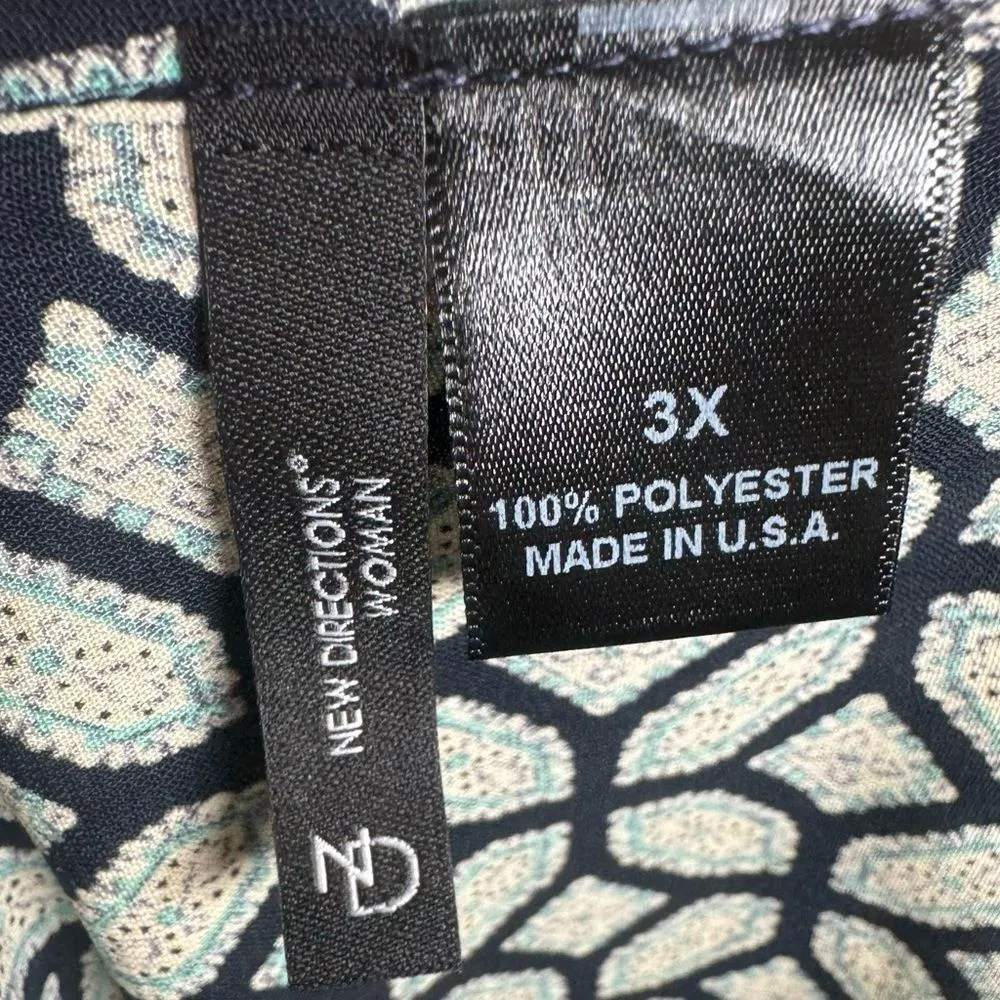 NEW DIRECTIONS®
WOMAN
ND
3X
100% POLYESTER
MADE IN U.S.A.